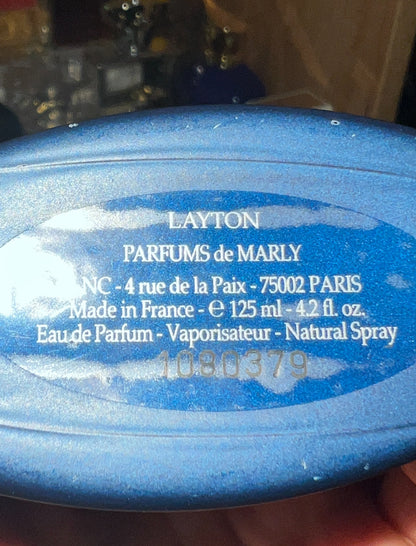 LAYTON
PARFUMS de MARLY
NC - 4 rue de la Paix - 75002 PARIS
Made in France - ℮ 125 ml - 4.2 fl. oz.
Eau de Parfum - Vaporisateur - Natural Spray
1080379